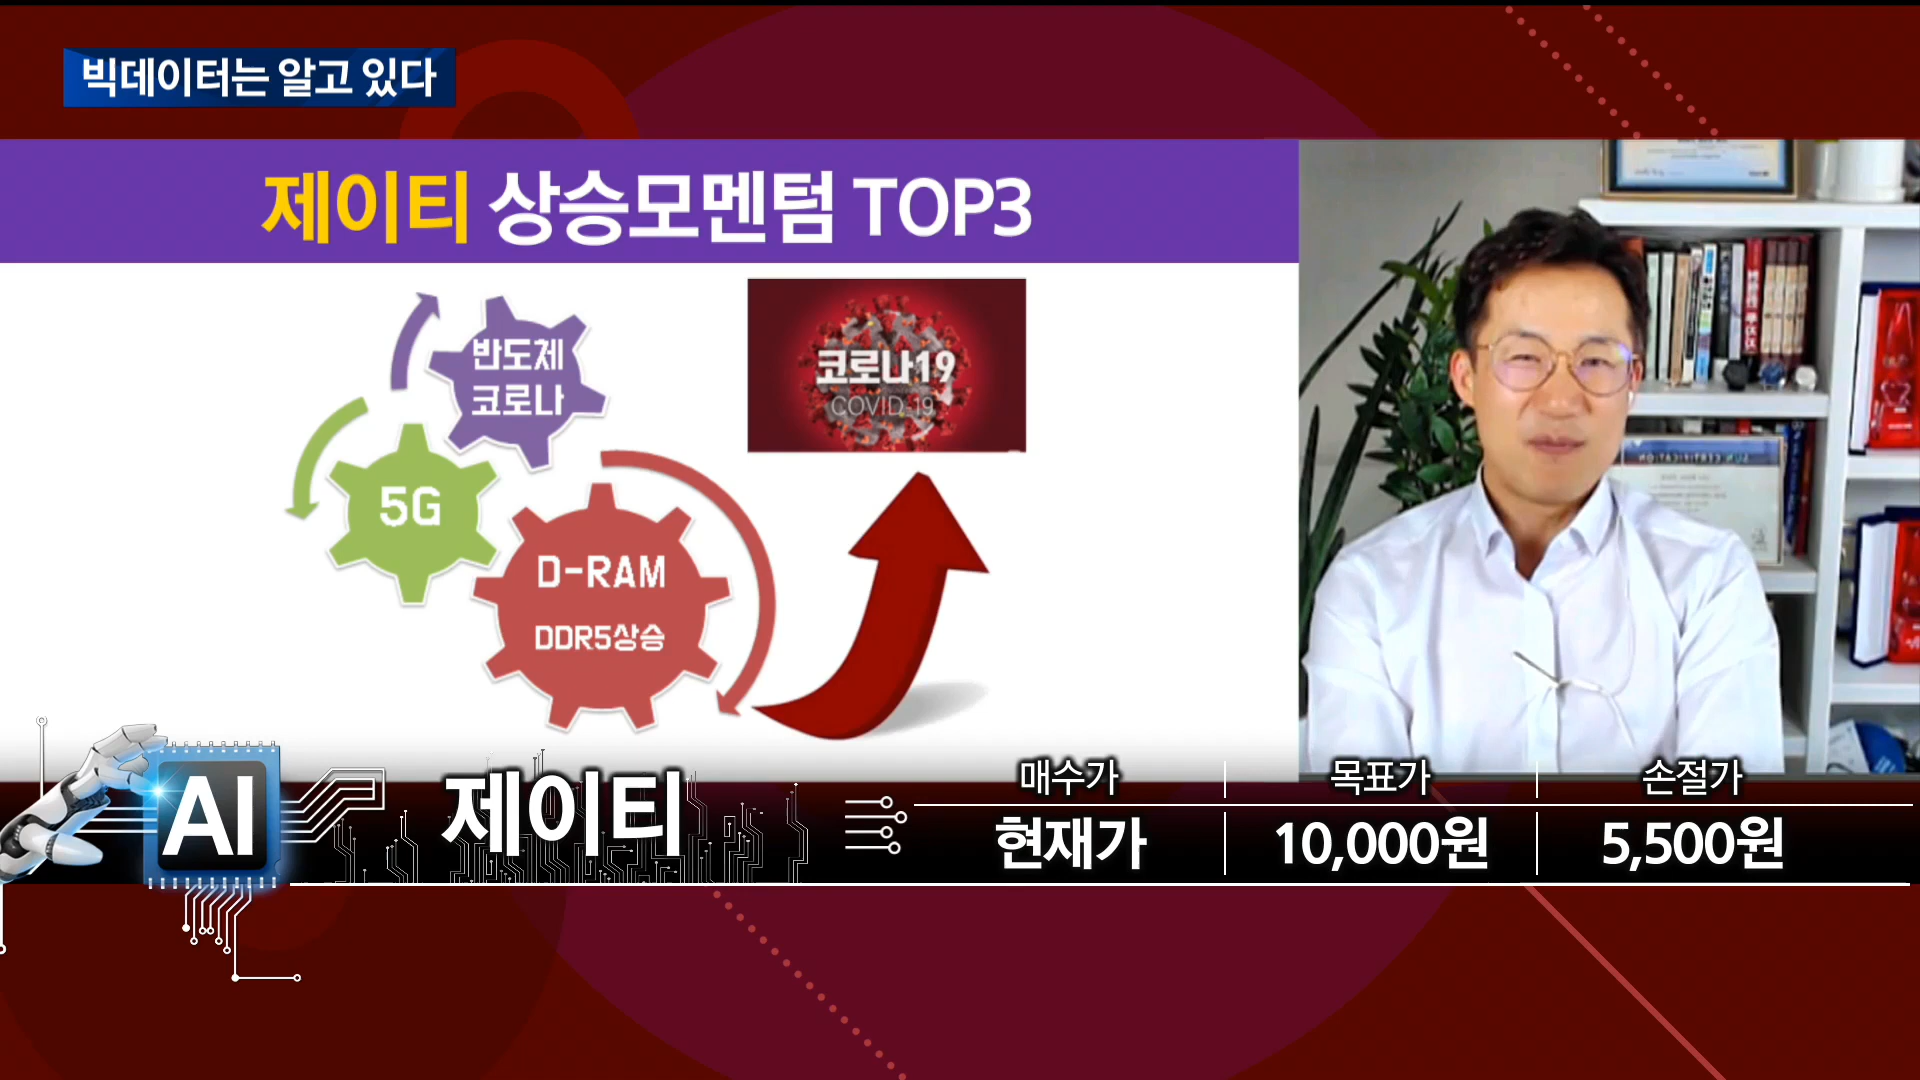 빅데이터는 알고 있다
제이티 상승모멘텀 TOP3
반도체
코로나
5G
D-RAM
DDR5상승
코로나19
COVID-19
AI
제이티
매수가
목표가
손절가
현재가
10,000원
5,500원